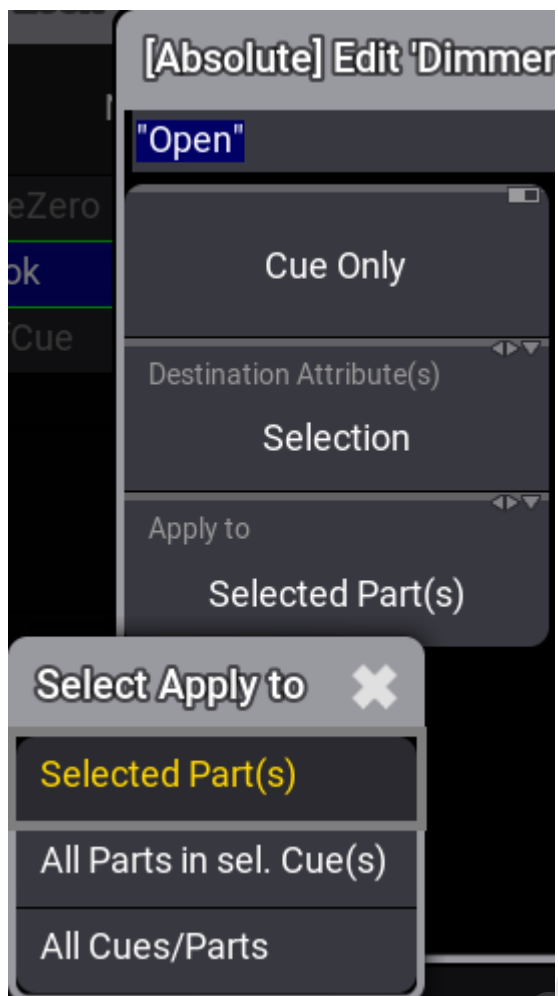 [Absolute] Edit 'Dimmer
"Open"
eZero
ok
Cue
Cue Only
Destination Attribute(s)
Selection
Apply to
Selected Part(s)
Select Apply to
Selected Part(s)
All Parts in sel. Cue(s)
All Cues/Parts